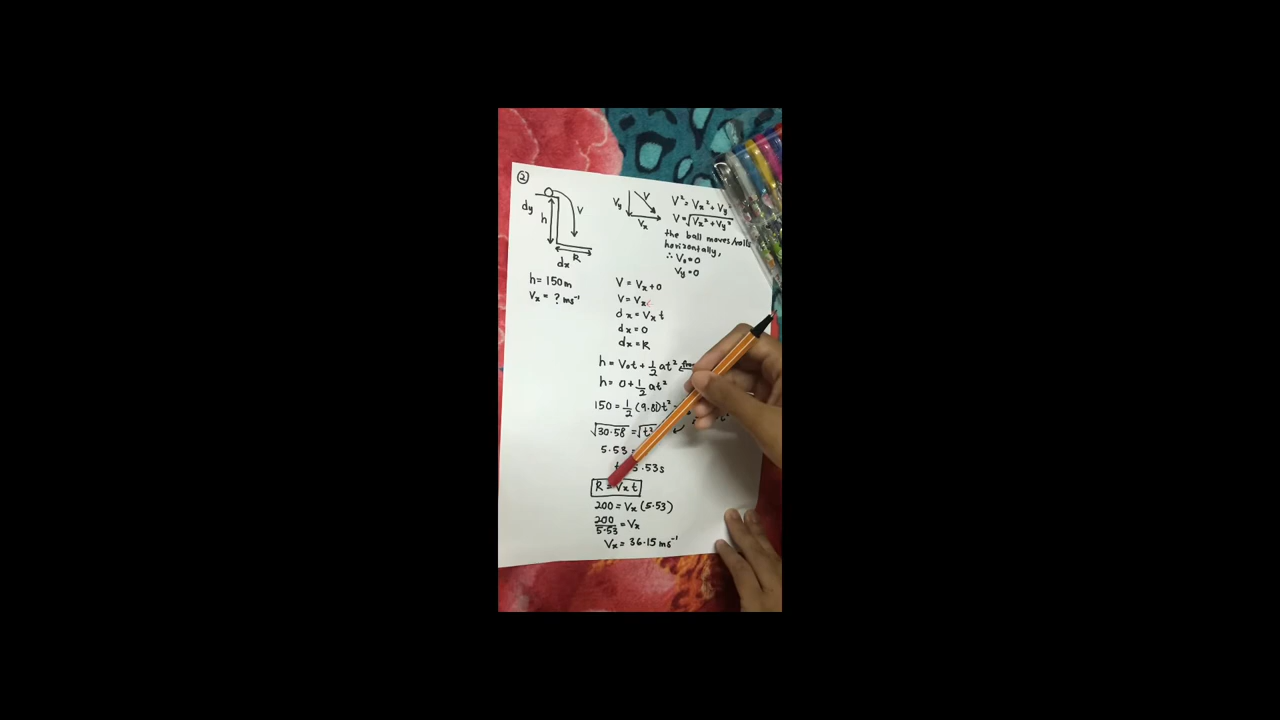 ②
dy
h
V
R
dx
h = 150m
Vx = ? ms⁻¹
Vy
V
Vx
V² = Vx² + Vy²
V = √Vx² + Vy²
the ball moves/rolls
horizontally,
∴ V₀ = 0
Vy = 0
V = Vx + 0
V = Vx
dx = Vx t
dx = 0
dx = R
h = V₀t + 1/2 at²
h = 0 + 1/2 at²
150 = 1/2 (9.81)t²
√30.58 = √t²
5.53 =
5.53s
R = Vx t
200 = Vx (5.53)
200/5.53 = Vx
Vx = 36.15 ms⁻¹